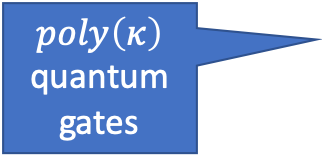 poly(κ)
quantum
gates